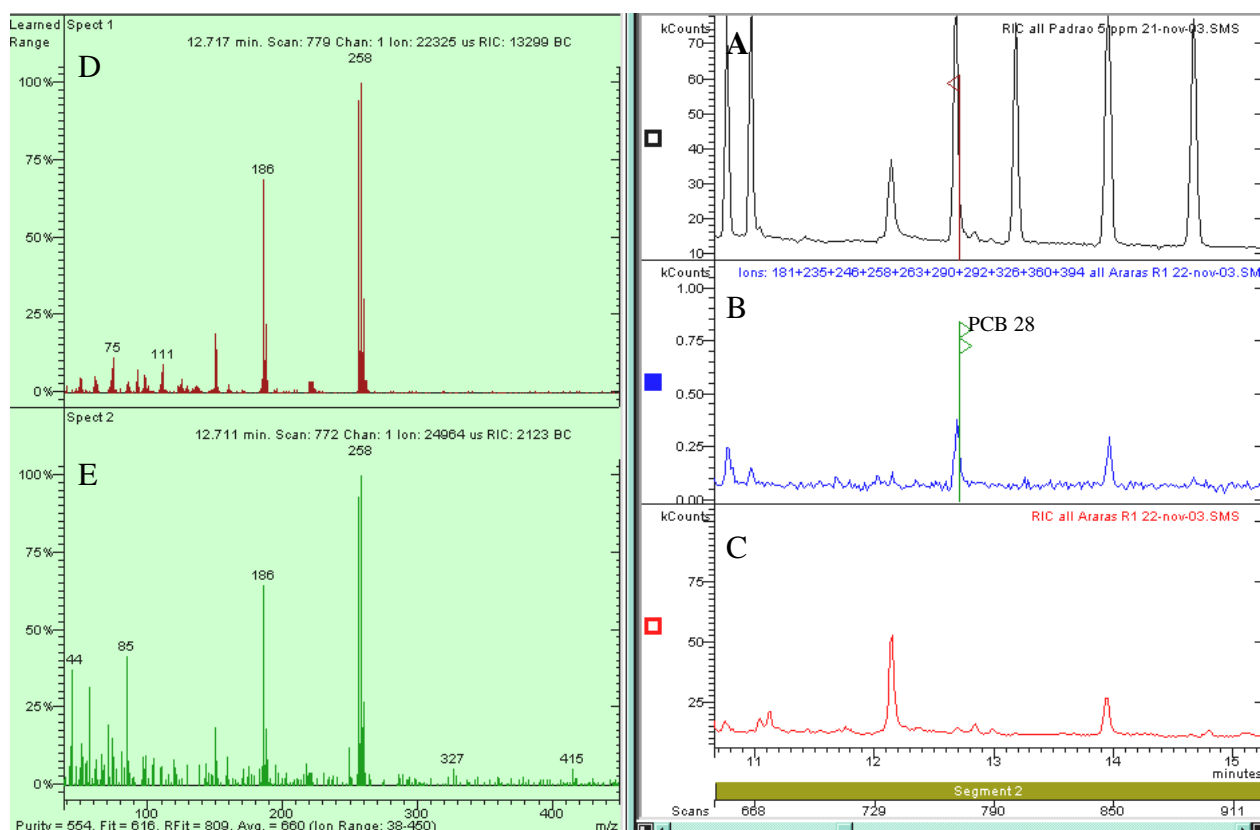 Learned Range
Spect 1
12.717 min. Scan: 779 Chan: 1 Ion: 22325 us RIC: 13299 BC
D
258
100%
75%
186
50%
25%
75
111
0%
Spect 2
12.711 min. Scan: 772 Chan: 1 Ion: 24964 us RIC: 2123 BC
E
258
100%
75%
186
50%
44
85
25%
327
415
0%
100 200 300 400
Purity = 554, Fit = 616, RFit = 809, Avg. = 660 (Ion Range: 38-450) m/z
kCounts
A
RIC all Padrao 5 ppm 21-nov-03.SMS
70
60
50
40
30
20
10
kCounts
Ions: 181+235+246+258+263+290+292+326+360+394 all Araras R1 22-nov-03.SM
B
1.00
PCB 28
0.75
0.50
0.25
0.00
kCounts
RIC all Araras R1 22-nov-03.SMS
C
75
50
25
11 12 13 14 15
minutes
Segment 2
Scans 668 729 790 850 911